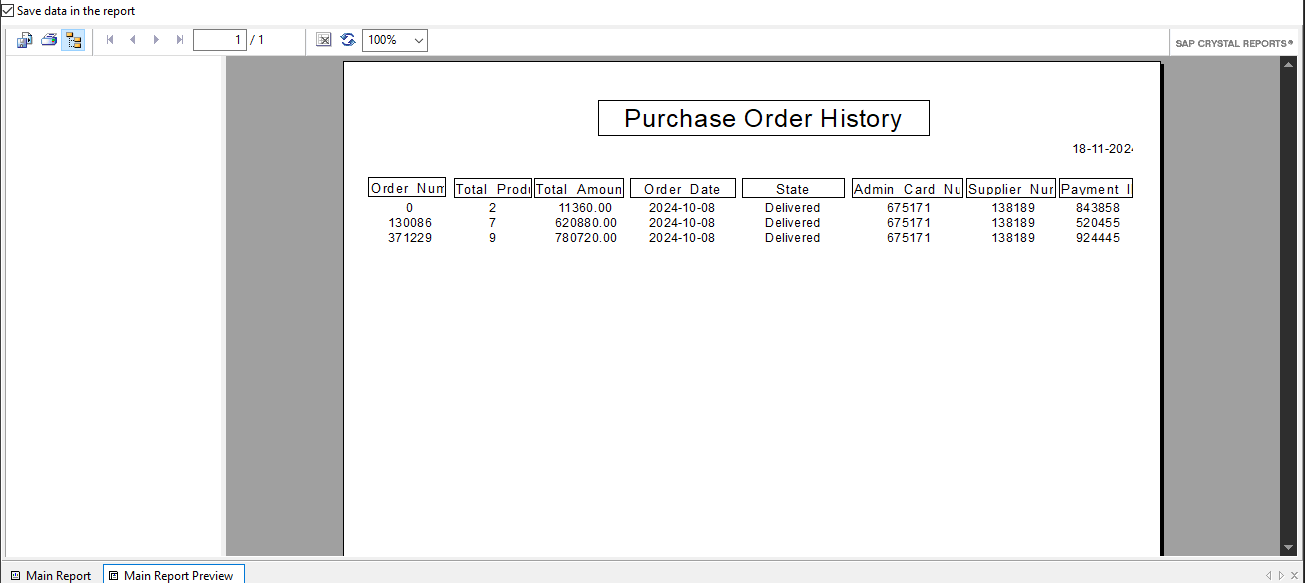 Save data in the report
1 / 1 100% SAP CRYSTAL REPORTS®
Purchase Order History
18-11-202
Order Num Total Produ Total Amoun Order Date State Admin Card Nu Supplier Nur Payment I
0 2 11360.00 2024-10-08 Delivered 675171 138189 843858
130086 7 620880.00 2024-10-08 Delivered 675171 138189 520455
371229 9 780720.00 2024-10-08 Delivered 675171 138189 924445
Main Report Main Report Preview